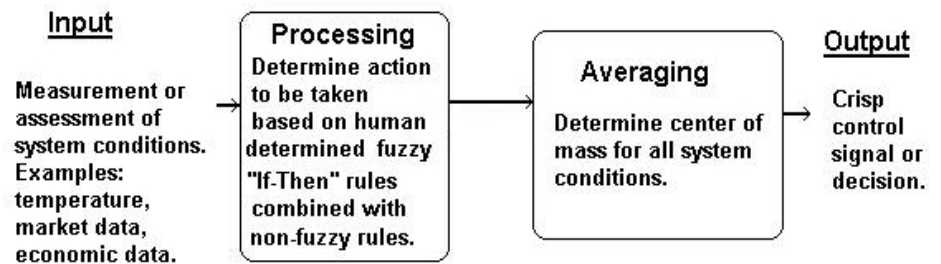 Input
Measurement or
assessment of
system conditions.
Examples:
temperature,
market data,
economic data.
Processing
Determine action
to be taken
based on human
determined fuzzy
"If-Then" rules
combined with
non-fuzzy rules.
Averaging
Determine center of
mass for all system
conditions.
Output
Crisp
control
signal or
decision.